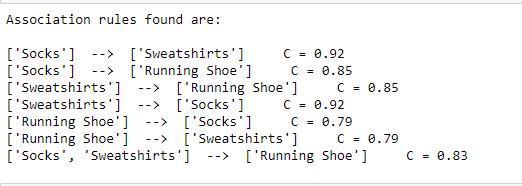 Association rules found are:
['Socks'] --> ['Sweatshirts'] C = 0.92
['Socks'] --> ['Running Shoe'] C = 0.85
['Sweatshirts'] --> ['Running Shoe'] C = 0.85
['Sweatshirts'] --> ['Socks'] C = 0.92
['Running Shoe'] --> ['Socks'] C = 0.79
['Running Shoe'] --> ['Sweatshirts'] C = 0.79
['Socks', 'Sweatshirts'] --> ['Running Shoe'] C = 0.83